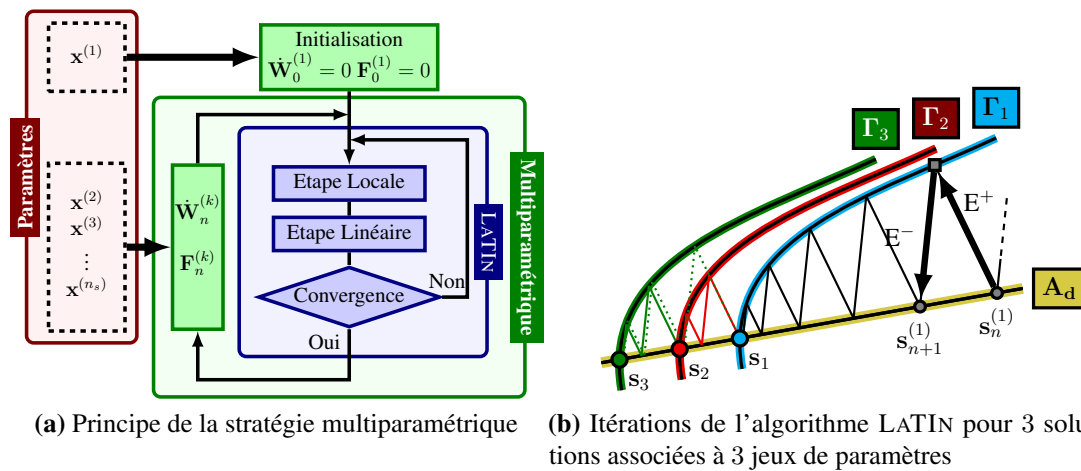 Paramètres
x^(1)
x^(2)
x^(3)
⋮
x^(n_s)
Initialisation
Ẇ_0^(1) = 0 F_0^(1) = 0
Ẇ_n^(k)
F_n^(k)
Etape Locale
Etape Linéaire
Convergence
Non
Oui
LATIN
Multiparamétrique
(a) Principe de la stratégie multiparamétrique
Γ_3
Γ_2
Γ_1
E^+
E^−
A_d
s_n^(1)
s_{n+1}^(1)
s_1
s_2
s_3
(b) Itérations de l'algorithme LATIN pour 3 solu
tions associées à 3 jeux de paramètres